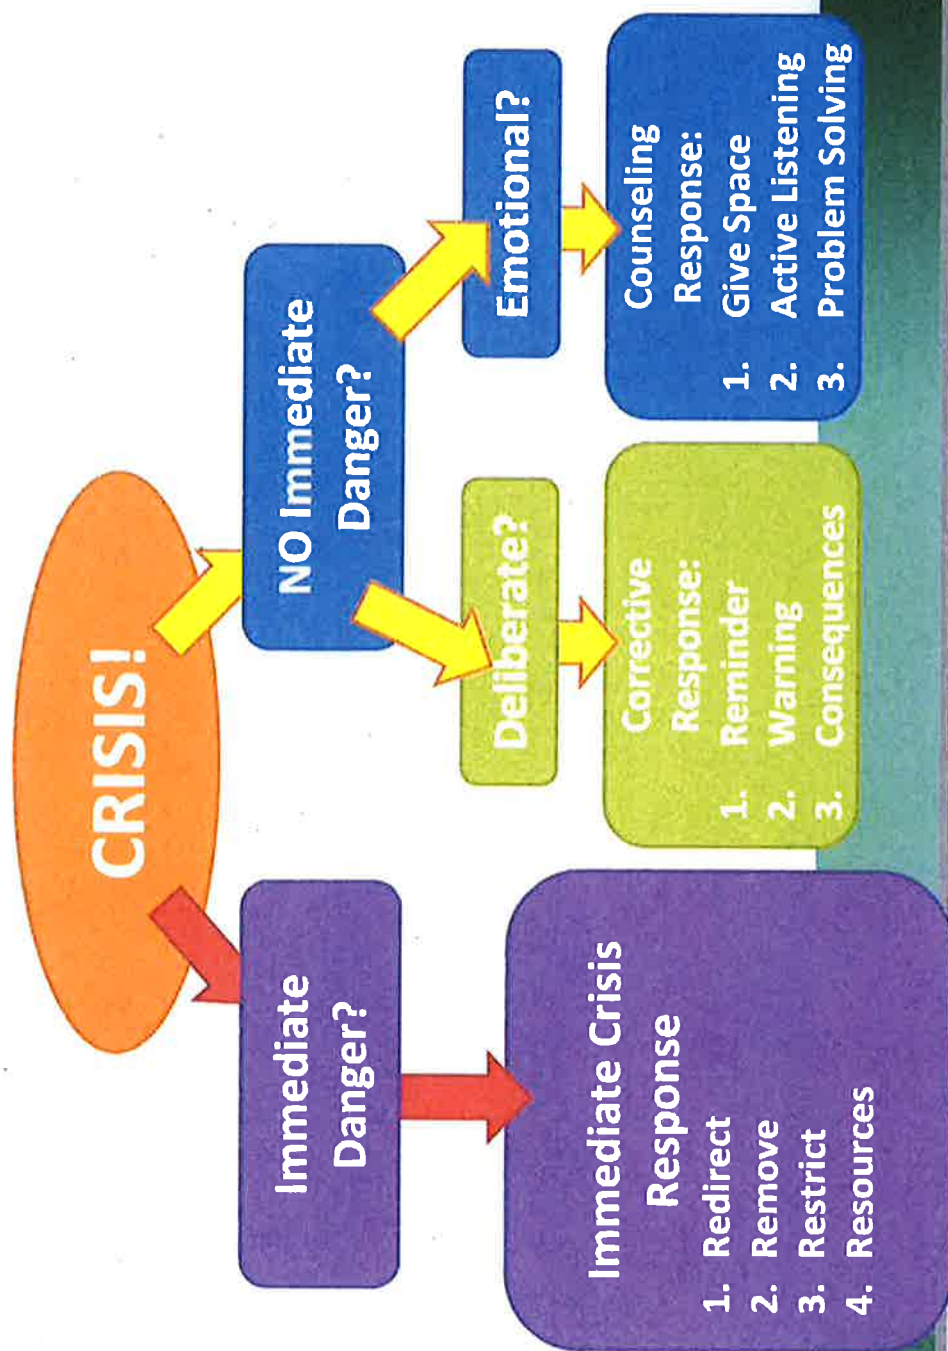 CRISIS!
Immediate
Danger?
NO Immediate
Danger?
Deliberate?
Emotional?
Immediate Crisis
Response
1. Redirect
2. Remove
3. Restrict
4. Resources
Corrective
Response:
1. Reminder
2. Warning
3. Consequences
Counseling
Response:
1. Give Space
2. Active Listening
3. Problem Solving